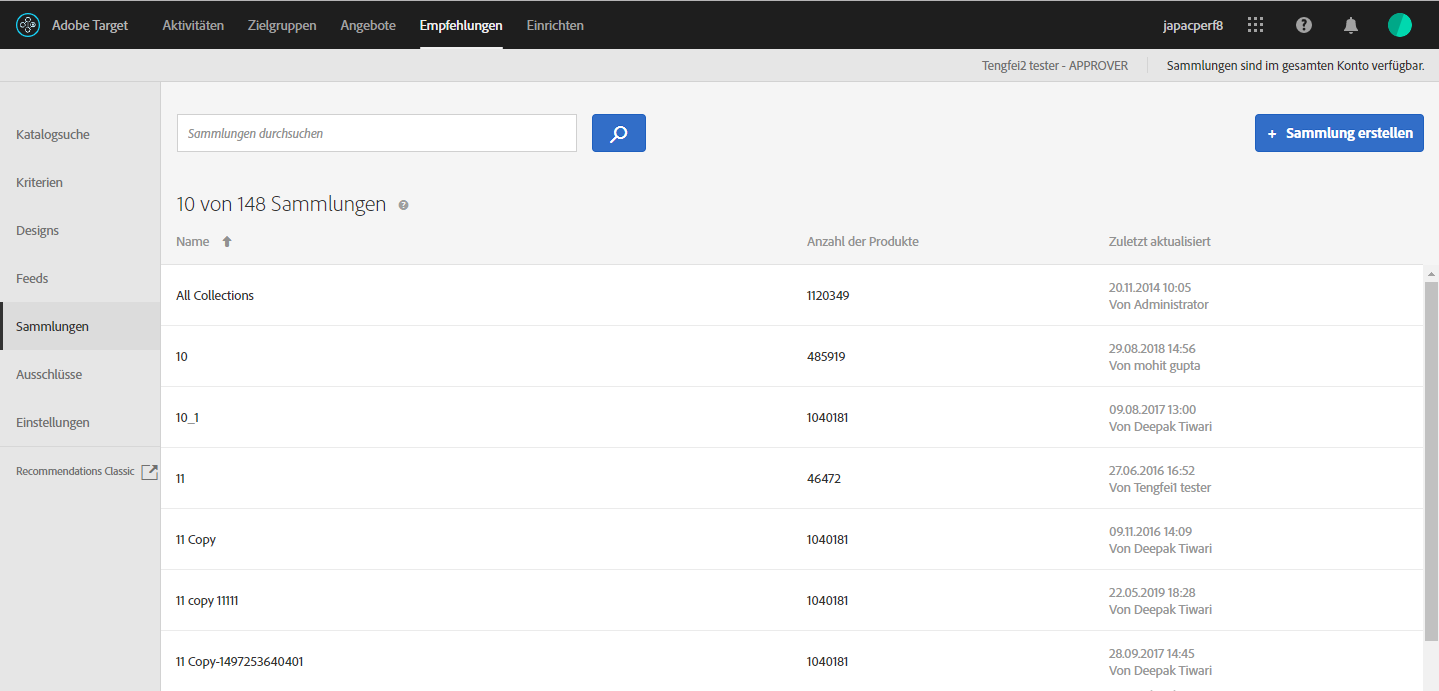 Adobe Target
Aktivitäten
Zielgruppen
Angebote
Empfehlungen
Einrichten
japacperf8
Tengfei2 tester - APPROVER
Sammlungen sind im gesamten Konto verfügbar.
Katalogsuche
Kriterien
Designs
Feeds
Sammlungen
Ausschlüsse
Einstellungen
Recommendations Classic
Sammlungen durchsuchen
+ Sammlung erstellen
10 von 148 Sammlungen
Name
Anzahl der Produkte
Zuletzt aktualisiert
All Collections
1120349
20.11.2014 10:05
Von Administrator
10
485919
29.08.2018 14:56
Von mohit gupta
10_1
1040181
09.08.2017 13:00
Von Deepak Tiwari
11
46472
27.06.2016 16:52
Von Tengfei1 tester
11 Copy
1040181
09.11.2016 14:09
Von Deepak Tiwari
11 copy 11111
1040181
22.05.2019 18:28
Von Deepak Tiwari
11 Copy-1497253640401
1040181
28.09.2017 14:45
Von Deepak Tiwari